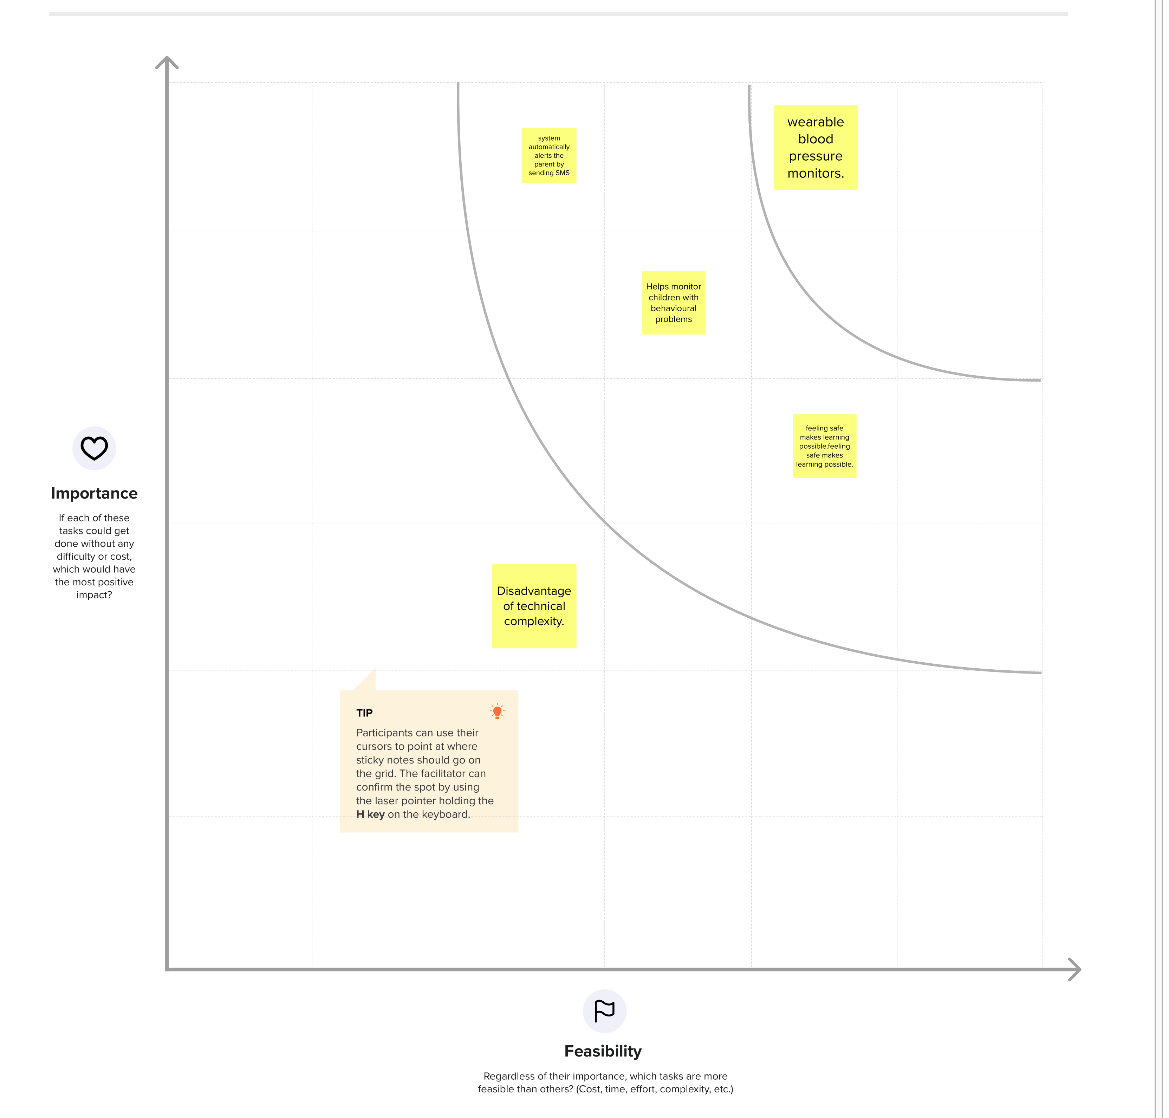 wearable
blood
pressure
monitors.
system
automatically
alerts the
parent by
sending SMS
Helps monitor
children with
behavioural
problems
feeling safe
makes learning
possible.feeling
safe makes
learning possible.
Importance
If each of these
tasks could get
done without any
difficulty or cost,
which would have
the most positive
impact?
Disadvantage
of technical
complexity.
TIP
Participants can use their
cursors to point at where
sticky notes should go on
the grid. The facilitator can
confirm the spot by using
the laser pointer holding the
H key on the keyboard.
Feasibility
Regardless of their importance, which tasks are more
feasible than others? (Cost, time, effort, complexity, etc.)